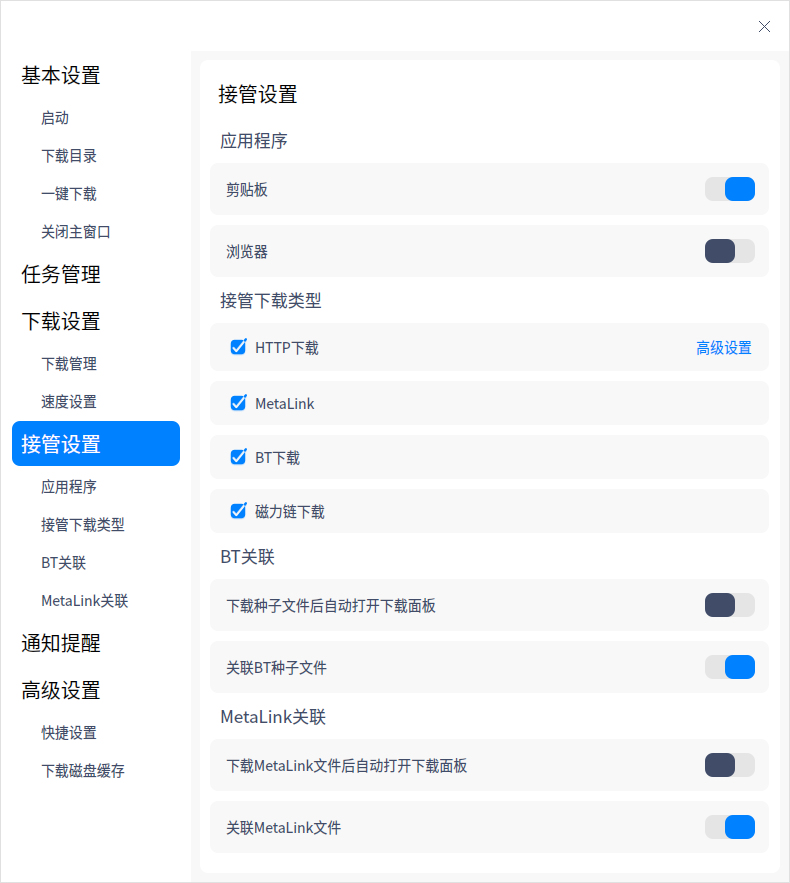 基本设置
启动
下载目录
一键下载
关闭主窗口
任务管理
下载设置
下载管理
速度设置
接管设置
应用程序
接管下载类型
BT关联
MetaLink关联
通知提醒
高级设置
快捷设置
下载磁盘缓存
接管设置
应用程序
剪贴板
浏览器
接管下载类型
HTTP下载 高级设置
MetaLink
BT下载
磁力链下载
BT关联
下载种子文件后自动打开下载面板
关联BT种子文件
MetaLink关联
下载MetaLink文件后自动打开下载面板
关联MetaLink文件